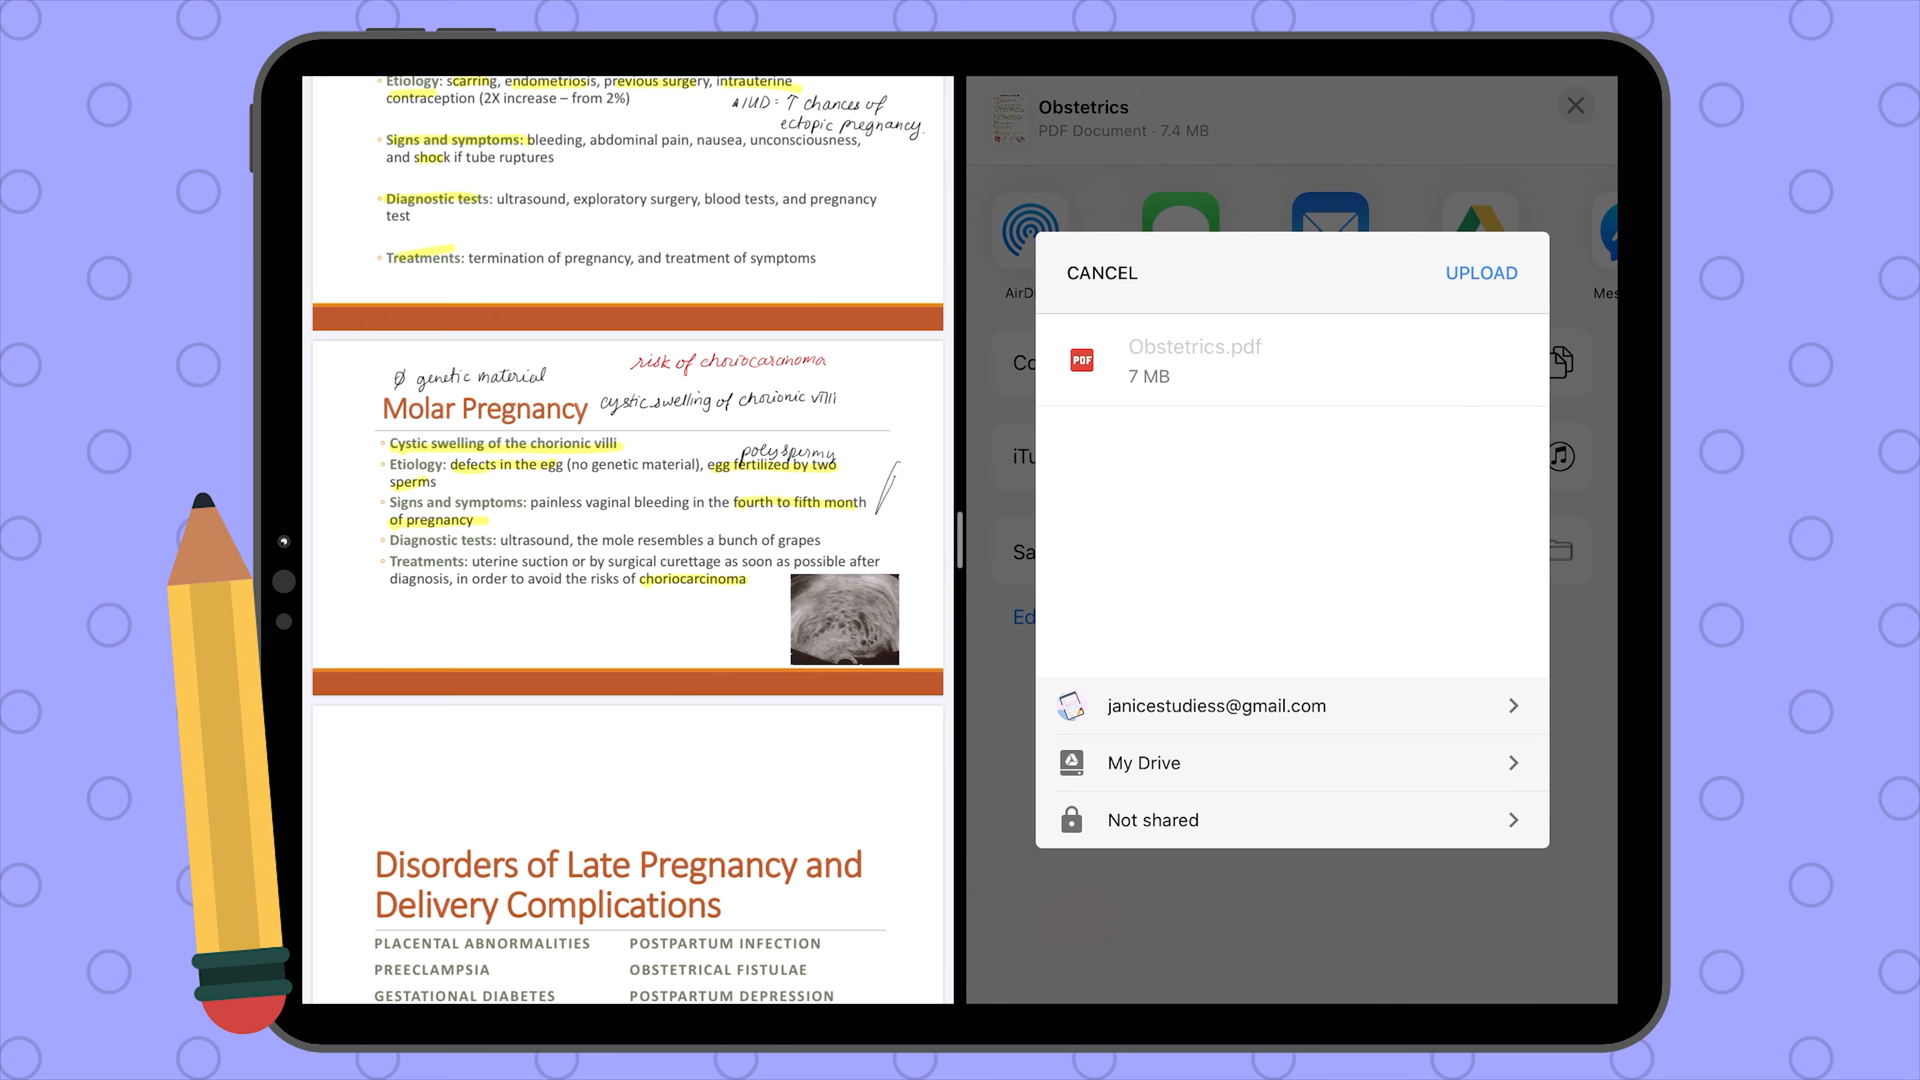 Etiology: scarring, endometriosis, previous surgery, intrauterine
contraception (2X increase – from 2%)
IUD = ↑ chances of
ectopic pregnancy.
Signs and symptoms: bleeding, abdominal pain, nausea, unconsciousness,
and shock if tube ruptures
Diagnostic tests: ultrasound, exploratory surgery, blood tests, and pregnancy
test
Treatments: termination of pregnancy, and treatment of symptoms
risk of choriocarcinoma
Ø genetic material
cystic swelling of chorionic villi
Molar Pregnancy
Cystic swelling of the chorionic villi
polyspermy
Etiology: defects in the egg (no genetic material), egg fertilized by two
sperms
Signs and symptoms: painless vaginal bleeding in the fourth to fifth month
of pregnancy
Diagnostic tests: ultrasound, the mole resembles a bunch of grapes
Treatments: uterine suction or by surgical curettage as soon as possible after
diagnosis, in order to avoid the risks of choriocarcinoma
Disorders of Late Pregnancy and
Delivery Complications
PLACENTAL ABNORMALITIES
PREECLAMPSIA
GESTATIONAL DIABETES
POSTPARTUM INFECTION
OBSTETRICAL FISTULAE
POSTPARTUM DEPRESSION
Obstetrics
PDF Document · 7.4 MB
AirD
Mes
Co
iTu
Sa
Ed
CANCEL
UPLOAD
PDF
Obstetrics.pdf
7 MB
janicestudiess@gmail.com
My Drive
Not shared